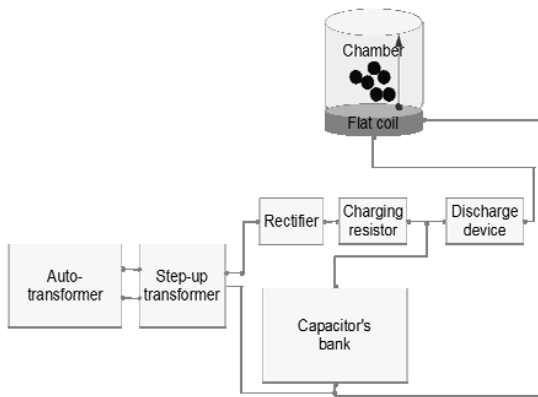 Chamber
Flat coil
Rectifier
Charging
resistor
Discharge
device
Auto-
transformer
Step-up
transformer
Capacitor's
bank